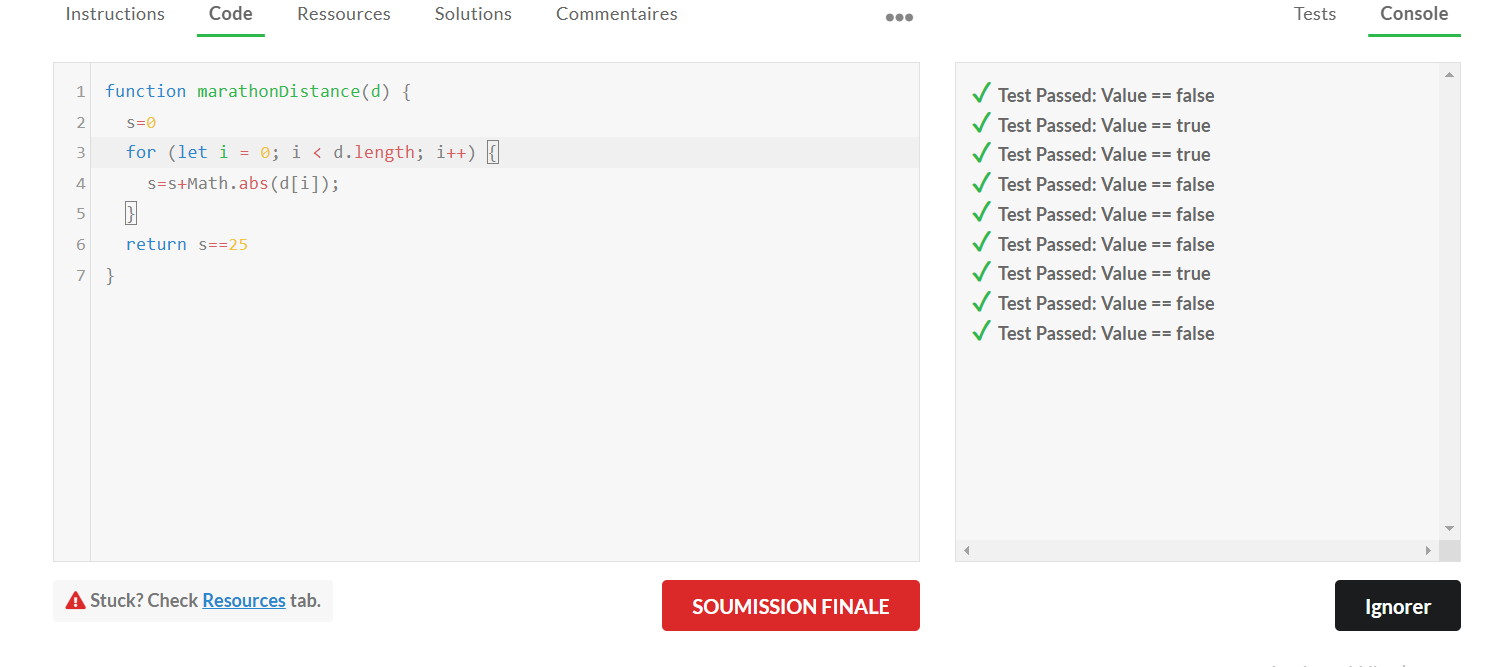 Instructions Code Ressources Solutions Commentaires ••• Tests Console
1 function marathonDistance(d) {
2 s=0
3 for (let i = 0; i < d.length; i++) {
4 s=s+Math.abs(d[i]);
5 }
6 return s==25
7 }
✓ Test Passed: Value == false
✓ Test Passed: Value == true
✓ Test Passed: Value == true
✓ Test Passed: Value == false
✓ Test Passed: Value == false
✓ Test Passed: Value == false
✓ Test Passed: Value == true
✓ Test Passed: Value == false
✓ Test Passed: Value == false
Stuck? Check Resources tab.
SOUMISSION FINALE
Ignorer